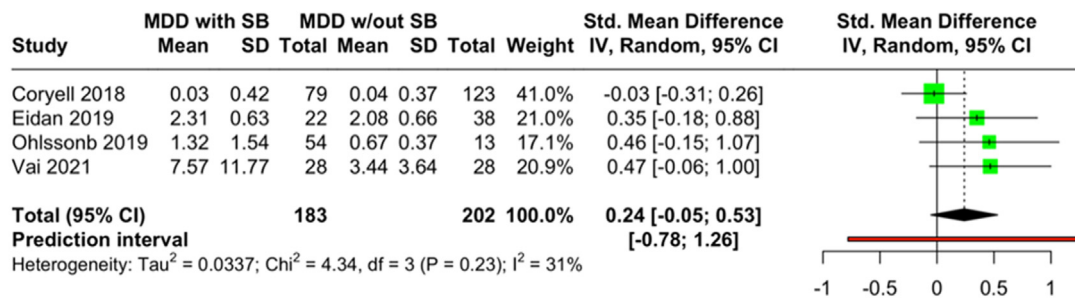 MDD with SB MDD w/out SB Std. Mean Difference Std. Mean Difference
Study Mean SD Total Mean SD Total Weight IV, Random, 95% CI IV, Random, 95% CI
Coryell 2018 0.03 0.42 79 0.04 0.37 123 41.0% -0.03 [-0.31; 0.26]
Eidan 2019 2.31 0.63 22 2.08 0.66 38 21.0% 0.35 [-0.18; 0.88]
Ohlssonb 2019 1.32 1.54 54 0.67 0.37 13 17.1% 0.46 [-0.15; 1.07]
Vai 2021 7.57 11.77 28 3.44 3.64 28 20.9% 0.47 [-0.06; 1.00]
Total (95% CI) 183 202 100.0% 0.24 [-0.05; 0.53]
Prediction interval [-0.78; 1.26]
Heterogeneity: Tau² = 0.0337; Chi² = 4.34, df = 3 (P = 0.23); I² = 31%
-1 -0.5 0 0.5 1